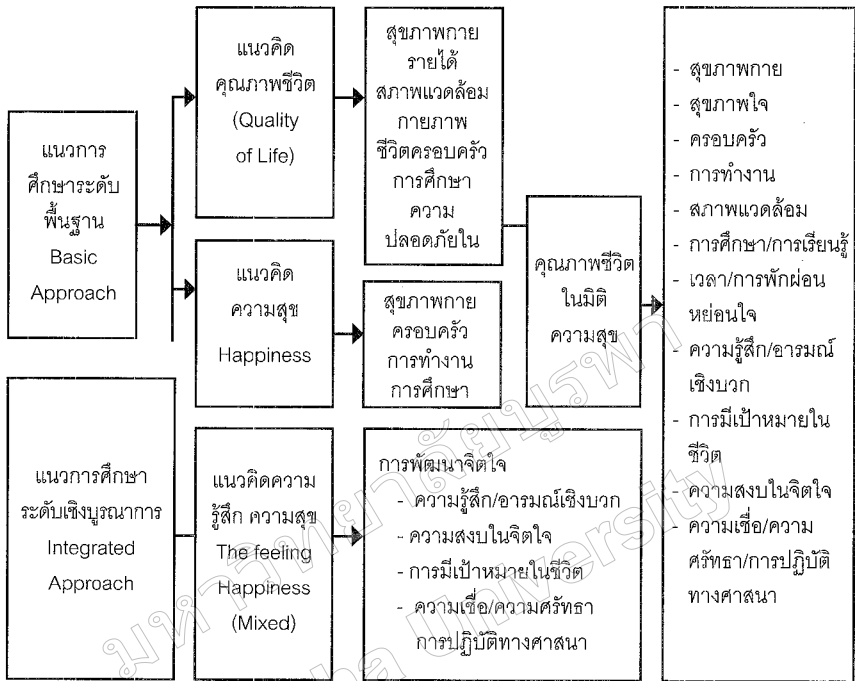 แนวการ
ศึกษาระดับ
พื้นฐาน
Basic
Approach
แนวคิด
คุณภาพชีวิต
(Quality
of Life)
สุขภาพกาย
รายได้
สภาพแวดล้อม
กายภาพ
ชีวิตครอบครัว
การศึกษา
ความ
ปลอดภัยใน
แนวคิด
ความสุข
Happiness
สุขภาพกาย
ครอบครัว
การทำงาน
การศึกษา
คุณภาพชีวิต
ในมิติ
ความสุข
แนวการศึกษา
ระดับเชิงบูรณาการ
Integrated
Approach
แนวคิดความ
รู้สึก ความสุข
The feeling
Happiness
(Mixed)
การพัฒนาจิตใจ
- ความรู้สึก/อารมณ์เชิงบวก
- ความสงบในจิตใจ
- การมีเป้าหมายในชีวิต
- ความเชื่อ/ความศรัทธา
การปฏิบัติทางศาสนา
- สุขภาพกาย
- สุขภาพใจ
- ครอบครัว
- การทำงาน
- สภาพแวดล้อม
- การศึกษา/การเรียนรู้
- เวลา/การพักผ่อน
หย่อนใจ
- ความรู้สึก/อารมณ์
เชิงบวก
- การมีเป้าหมายใน
ชีวิต
- ความสงบในจิตใจ
- ความเชื่อ/ความ
ศรัทธา/การปฏิบัติ
ทางศาสนา
มหาวิทยาลัยบูรพา
ha University